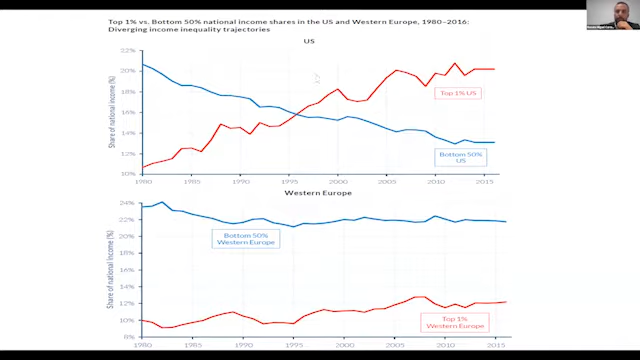 Top 1% vs. Bottom 50% national income shares in the US and Western Europe, 1980–2016:
Diverging income inequality trajectories
US
Share of national income (%)
22%
20%
18%
16%
14%
12%
10%
Top 1% US
Bottom 50%
US
1980 1985 1990 1995 2000 2005 2010 2015
Western Europe
Share of national income (%)
24%
22%
20%
18%
16%
14%
12%
10%
8%
Bottom 50%
Western Europe
Top 1%
Western Europe
1980 1985 1990 1995 2000 2005 2010 2015